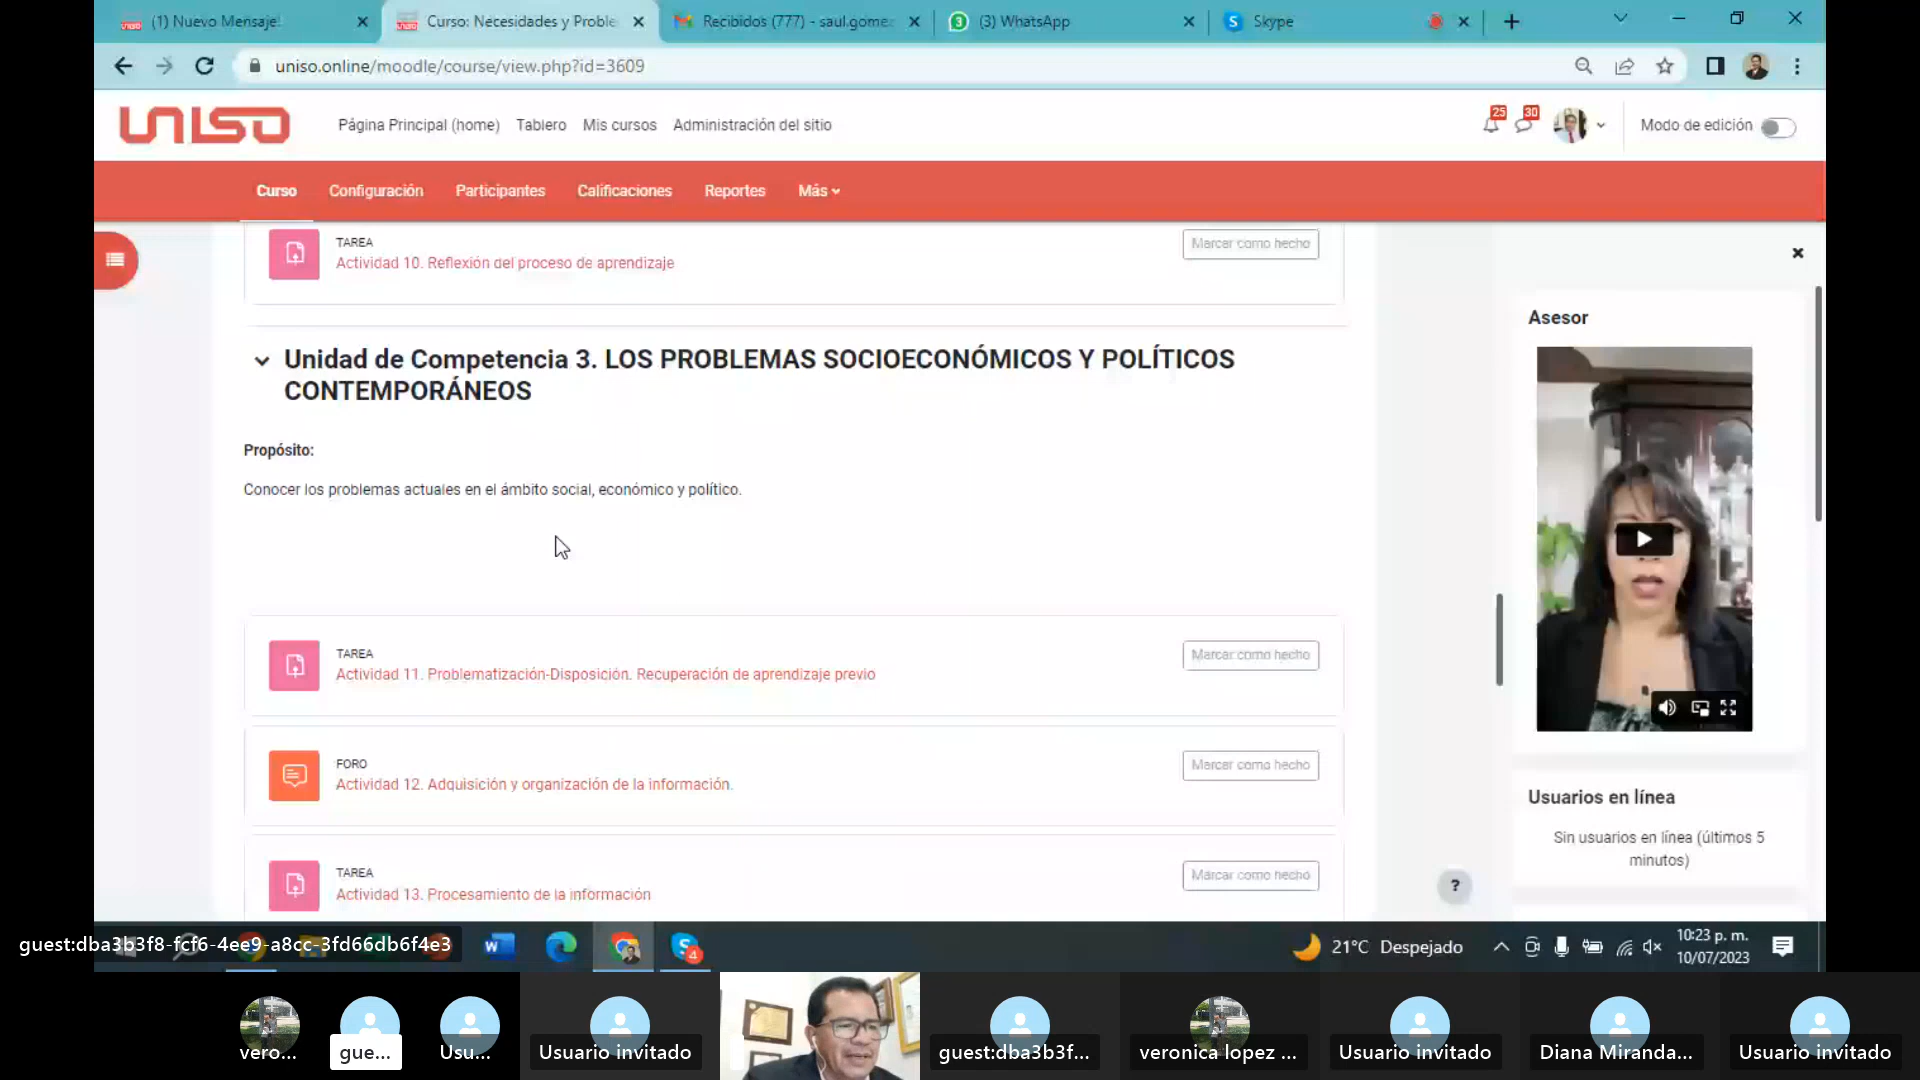 (1) Nuevo Mensaje!
Curso: Necesidades y Proble
Recibidos (777) - saul.gome
(3) WhatsApp
Skype
uniso.online/moodle/course/view.php?id=3609
UNISO
Página Principal (home)
Tablero
Mis cursos
Administración del sitio
25
30
Modo de edición
Curso
Configuración
Participantes
Calificaciones
Reportes
Más
TAREA
Actividad 10. Reflexión del proceso de aprendizaje
Marcar como hecho
Unidad de Competencia 3. LOS PROBLEMAS SOCIOECONÓMICOS Y POLÍTICOS
CONTEMPORÁNEOS
Propósito:
Conocer los problemas actuales en el ámbito social, económico y político.
TAREA
Actividad 11. Problematización-Disposición. Recuperación de aprendizaje previo
Marcar como hecho
FORO
Actividad 12. Adquisición y organización de la información.
Marcar como hecho
TAREA
Actividad 13. Procesamiento de la información
Marcar como hecho
Asesor
Usuarios en línea
Sin usuarios en línea (últimos 5
minutos)
?
guest:dba3b3f8-fcf6-4ee9-a8cc-3fd66db6f4e3
4
21°C Despejado
10:23 p. m.
10/07/2023
vero...
gue...
Usu...
Usuario invitado
guest:dba3b3f...
veronica lopez ...
Usuario invitado
Diana Miranda...
Usuario invitado